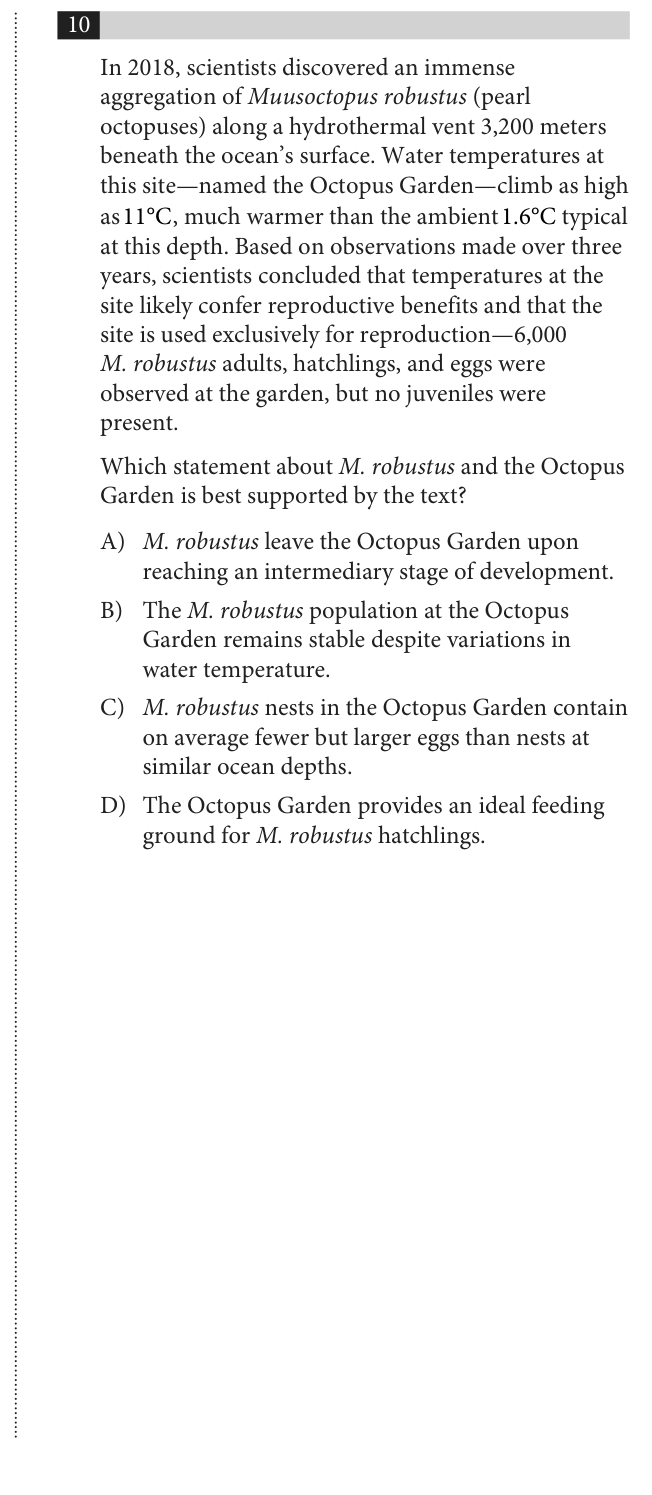 10
In 2018, scientists discovered an immense
aggregation of Muusoctopus robustus (pearl
octopuses) along a hydrothermal vent 3,200 meters
beneath the ocean’s surface. Water temperatures at
this site—named the Octopus Garden—climb as high
as 11°C, much warmer than the ambient 1.6°C typical
at this depth. Based on observations made over three
years, scientists concluded that temperatures at the
site likely confer reproductive benefits and that the
site is used exclusively for reproduction—6,000
M. robustus adults, hatchlings, and eggs were
observed at the garden, but no juveniles were
present.
Which statement about M. robustus and the Octopus
Garden is best supported by the text?
A) M. robustus leave the Octopus Garden upon
reaching an intermediary stage of development.
B) The M. robustus population at the Octopus
Garden remains stable despite variations in
water temperature.
C) M. robustus nests in the Octopus Garden contain
on average fewer but larger eggs than nests at
similar ocean depths.
D) The Octopus Garden provides an ideal feeding
ground for M. robustus hatchlings.